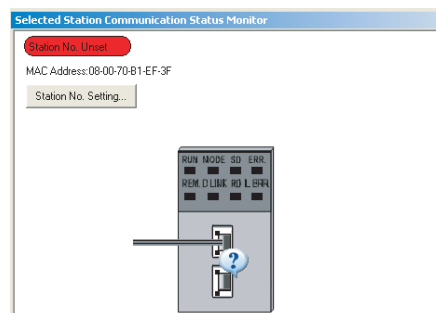 Selected Station Communication Status Monitor
Station No. Unset
MAC Address:08-00-70-B1-EF-3F
Station No. Setting...
RUN MODE SD ERR.
REM. D LINK RD L ERR
?